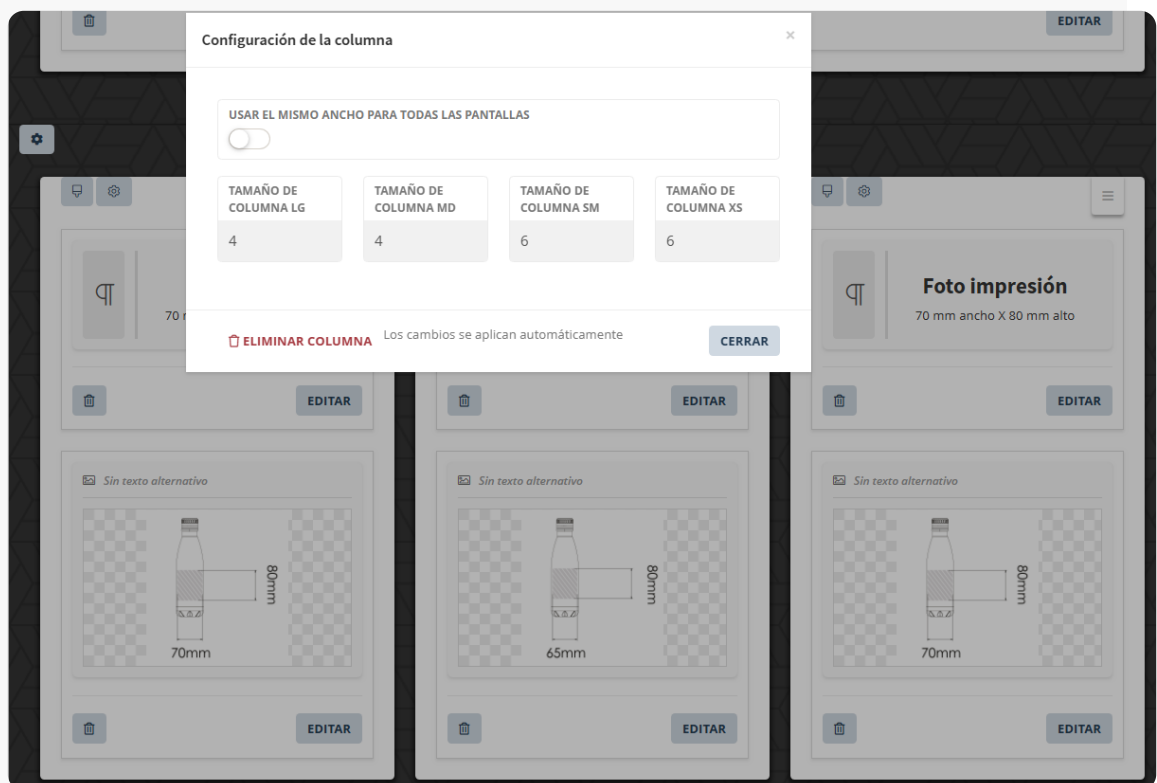 EDITAR
Configuración de la columna
×
USAR EL MISMO ANCHO PARA TODAS LAS PANTALLAS
TAMAÑO DE
COLUMNA LG
4
TAMAÑO DE
COLUMNA MD
4
TAMAÑO DE
COLUMNA SM
6
TAMAÑO DE
COLUMNA XS
6
ELIMINAR COLUMNA
Los cambios se aplican automáticamente
CERRAR
¶
70
¶
Foto impresión
70 mm ancho X 80 mm alto
EDITAR
EDITAR
EDITAR
Sin texto alternativo
80mm
70mm
Sin texto alternativo
80mm
65mm
Sin texto alternativo
80mm
70mm
EDITAR
EDITAR
EDITAR